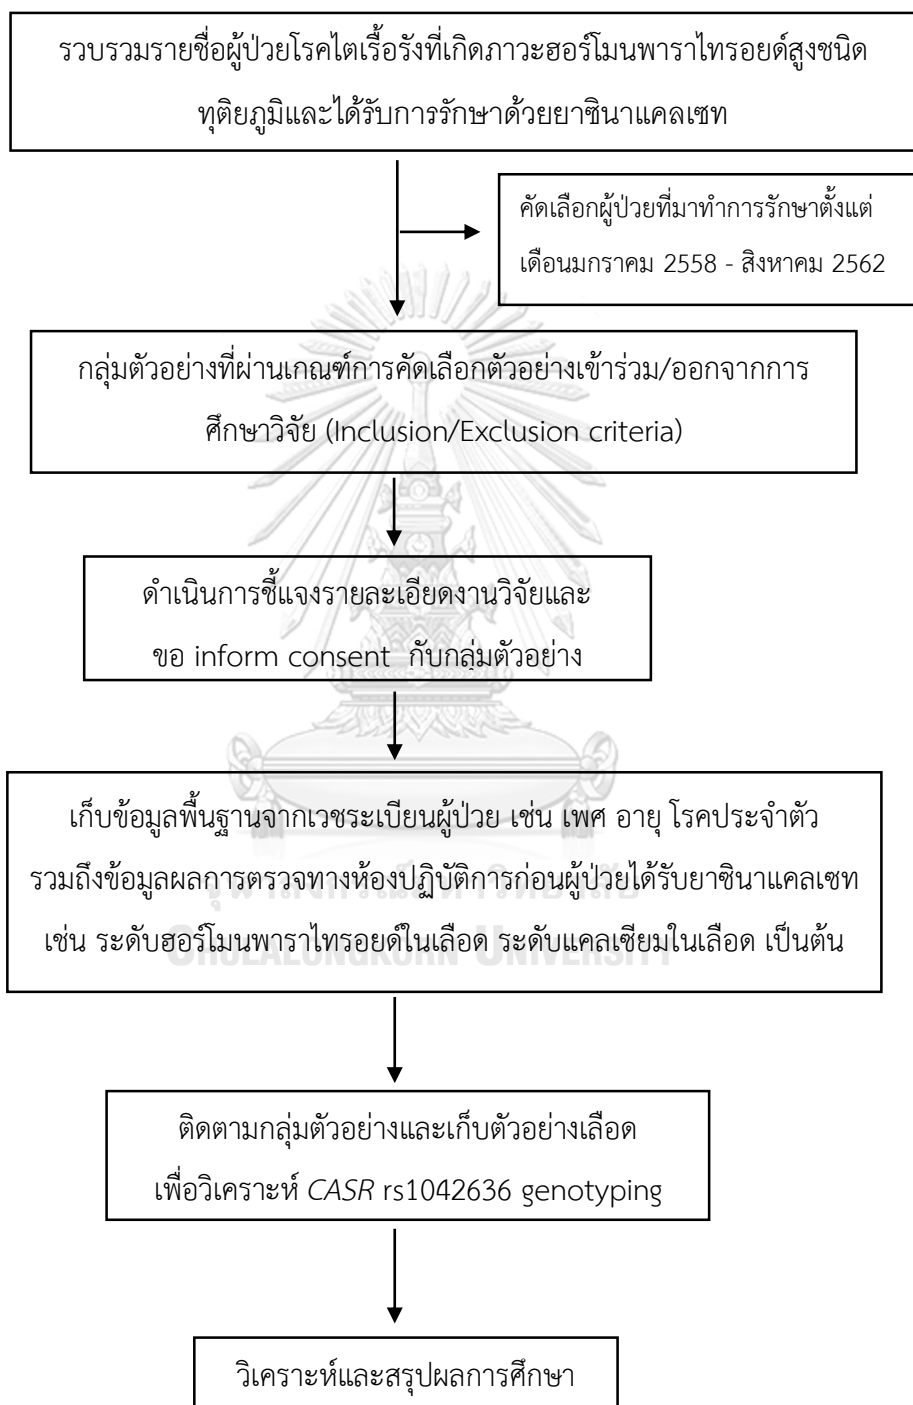 รวบรวมรายชื่อผู้ป่วยโรคไตเรื้อรังที่เกิดภาวะฮอร์โมนพาราไทรอยด์สูงชนิด
ทุติยภูมิและได้รับการรักษาด้วยยาซินาแคลเซท
คัดเลือกผู้ป่วยที่มาทำการรักษาตั้งแต่
เดือนมกราคม 2558 - สิงหาคม 2562
กลุ่มตัวอย่างที่ผ่านเกณฑ์การคัดเลือกตัวอย่างเข้าร่วม/ออกจากการ
ศึกษาวิจัย (Inclusion/Exclusion criteria)
ดำเนินการชี้แจงรายละเอียดงานวิจัยและ
ขอ inform consent กับกลุ่มตัวอย่าง
เก็บข้อมูลพื้นฐานจากเวชระเบียนผู้ป่วย เช่น เพศ อายุ โรคประจำตัว
รวมถึงข้อมูลผลการตรวจทางห้องปฏิบัติการก่อนผู้ป่วยได้รับยาซินาแคลเซท
จุฬาลงกรณ์มหาวิทยาลัย
เช่น ระดับฮอร์โมนพาราไทรอยด์ในเลือด ระดับแคลเซียมในเลือด เป็นต้น
CHULALONGKORN UNIVERSITY
ติดตามกลุ่มตัวอย่างและเก็บตัวอย่างเลือด
เพื่อวิเคราะห์ CASR rs1042636 genotyping
วิเคราะห์และสรุปผลการศึกษา